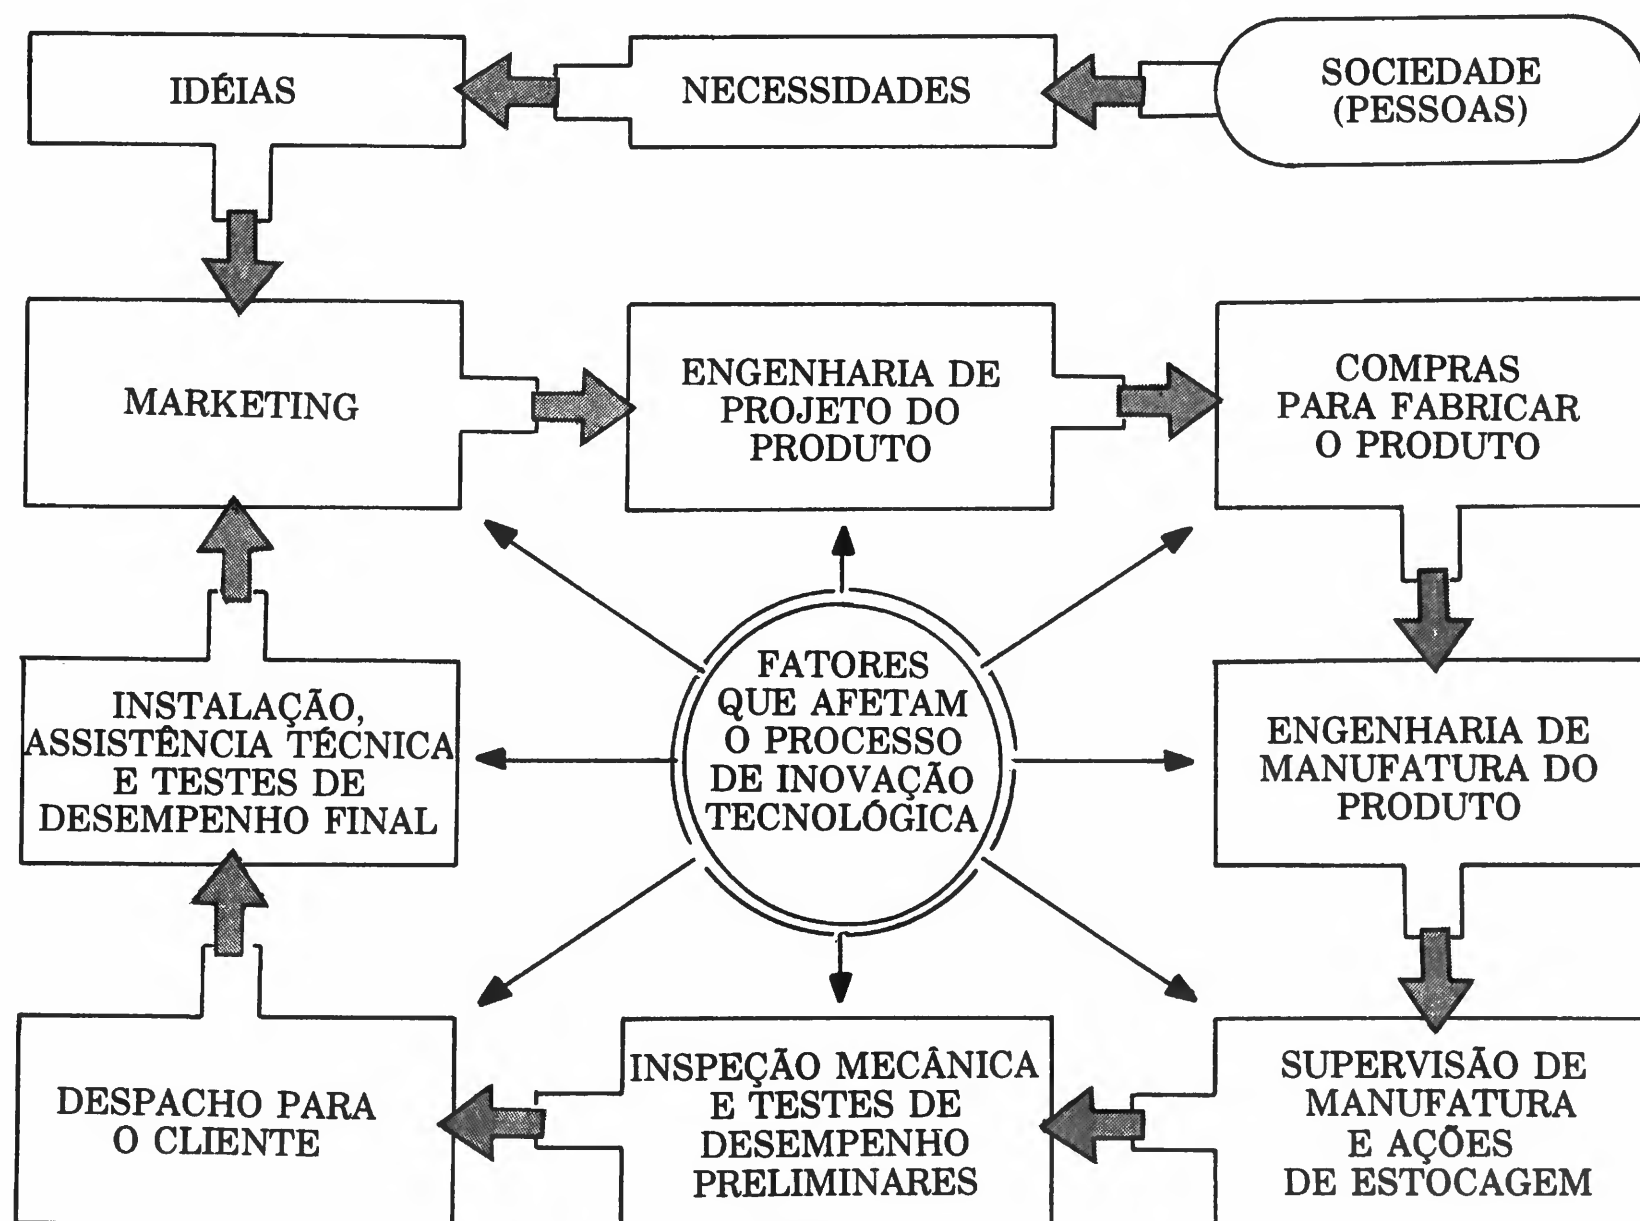 IDÉIAS
NECESSIDADES
SOCIEDADE
(PESSOAS)
MARKETING
ENGENHARIA DE
PROJETO DO
PRODUTO
COMPRAS
PARA FABRICAR
O PRODUTO
FATORES
QUE AFETAM
O PROCESSO
DE INOVAÇÃO
TECNOLÓGICA
INSTALAÇÃO,
ASSISTÊNCIA TÉCNICA
E TESTES DE
DESEMPENHO FINAL
ENGENHARIA DE
MANUFATURA DO
PRODUTO
DESPACHO PARA
O CLIENTE
INSPEÇÃO MECÂNICA
E TESTES DE
DESEMPENHO
PRELIMINARES
SUPERVISÃO DE
MANUFATURA
E AÇÕES
DE ESTOCAGEM